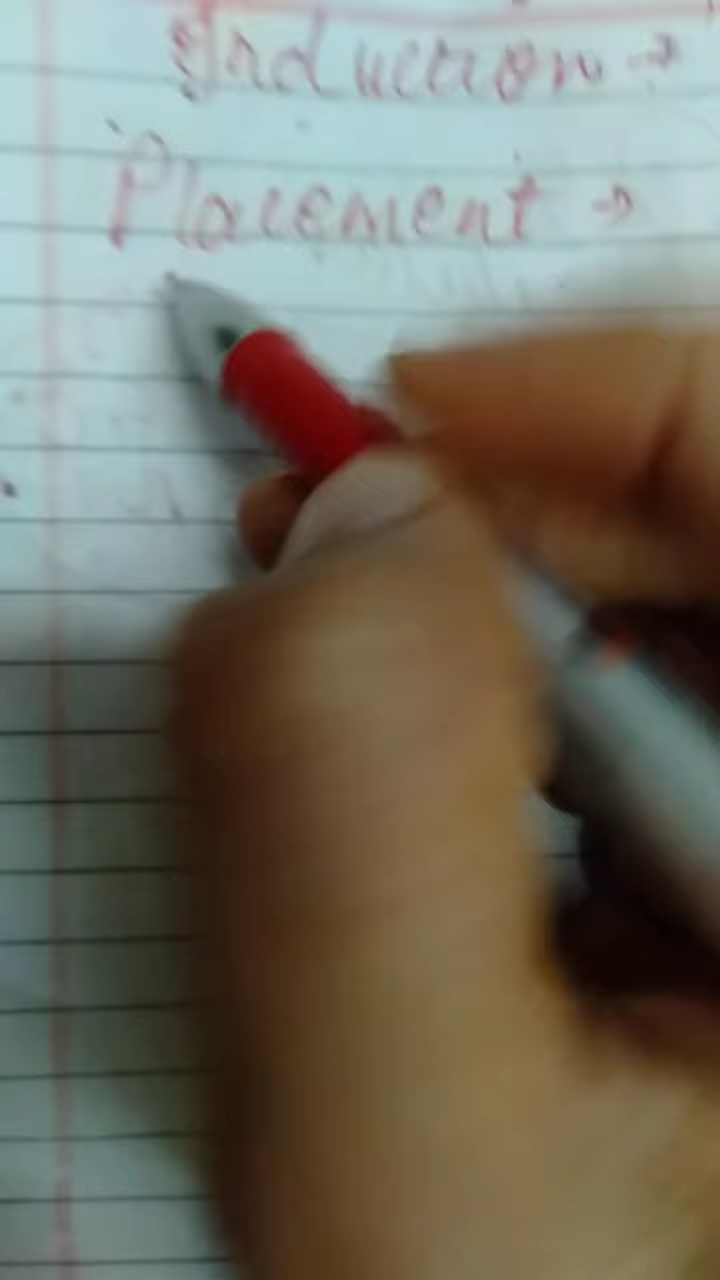 Induction →
Placement →